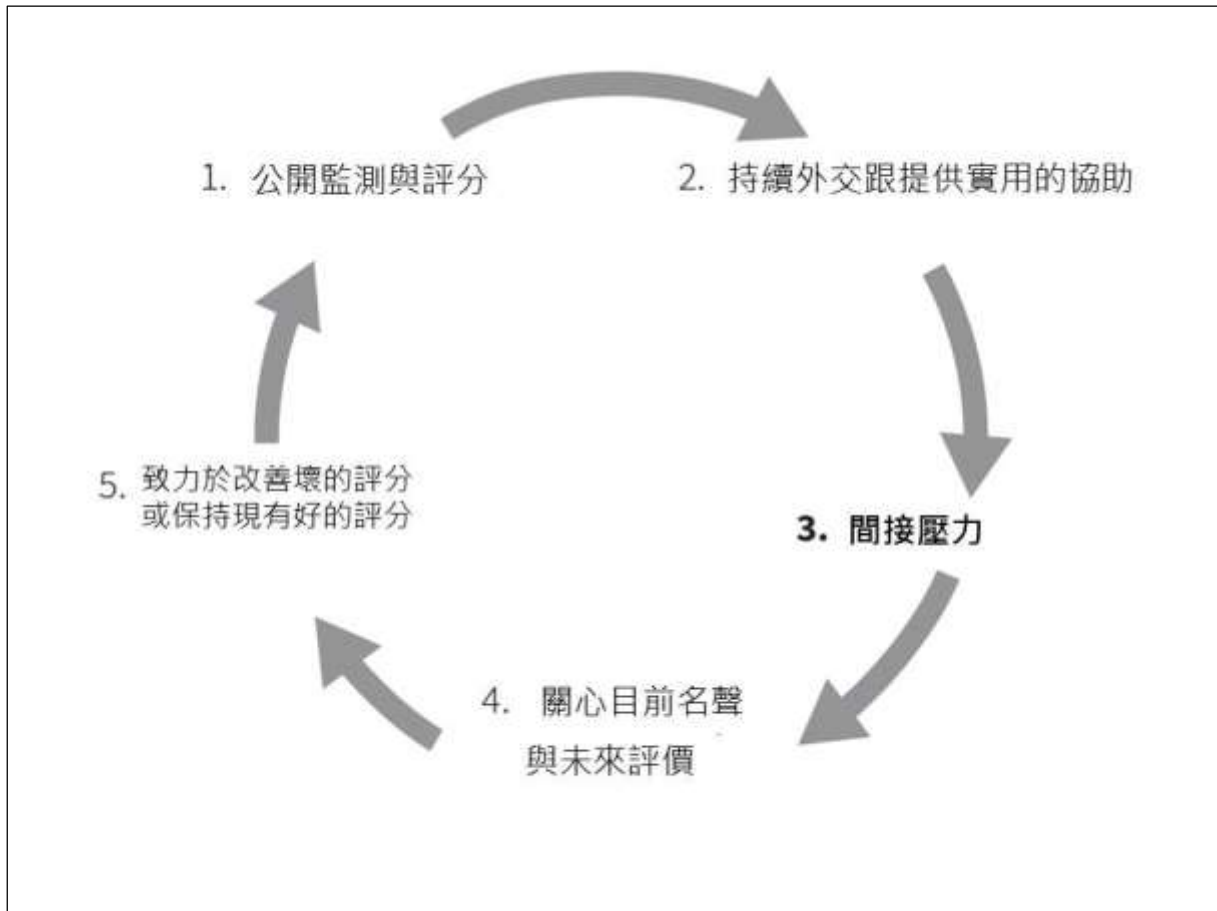 1. 公開監測與評分
2. 持續外交跟提供實用的協助
3. 間接壓力
4. 關心目前名聲
與未來評價
5. 致力於改善壞的評分
或保持現有好的評分